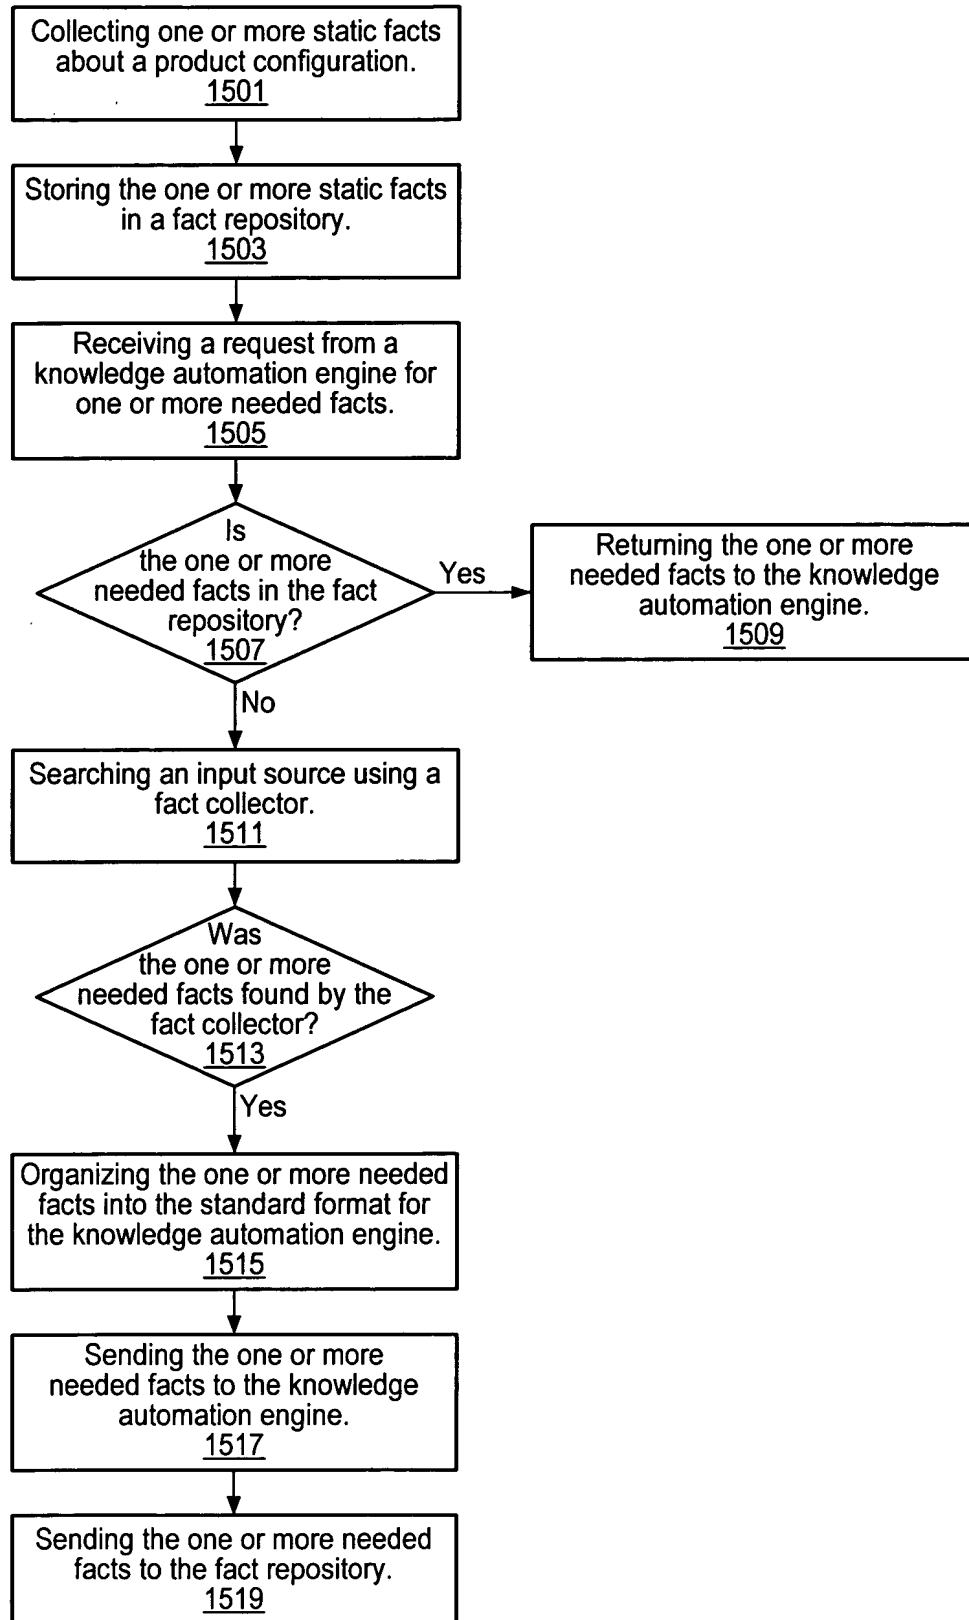 Collecting one or more static facts
about a product configuration.
1501
Storing the one or more static facts
in a fact repository.
1503
Receiving a request from a
knowledge automation engine for
one or more needed facts.
1505
Is
the one or more
needed facts in the fact
repository?
1507
Yes
Returning the one or more
needed facts to the knowledge
automation engine.
1509
No
Searching an input source using a
fact collector.
1511
Was
the one or more
needed facts found by the
fact collector?
1513
Yes
Organizing the one or more needed
facts into the standard format for
the knowledge automation engine.
1515
Sending the one or more
needed facts to the knowledge
automation engine.
1517
Sending the one or more needed
facts to the fact repository.
1519